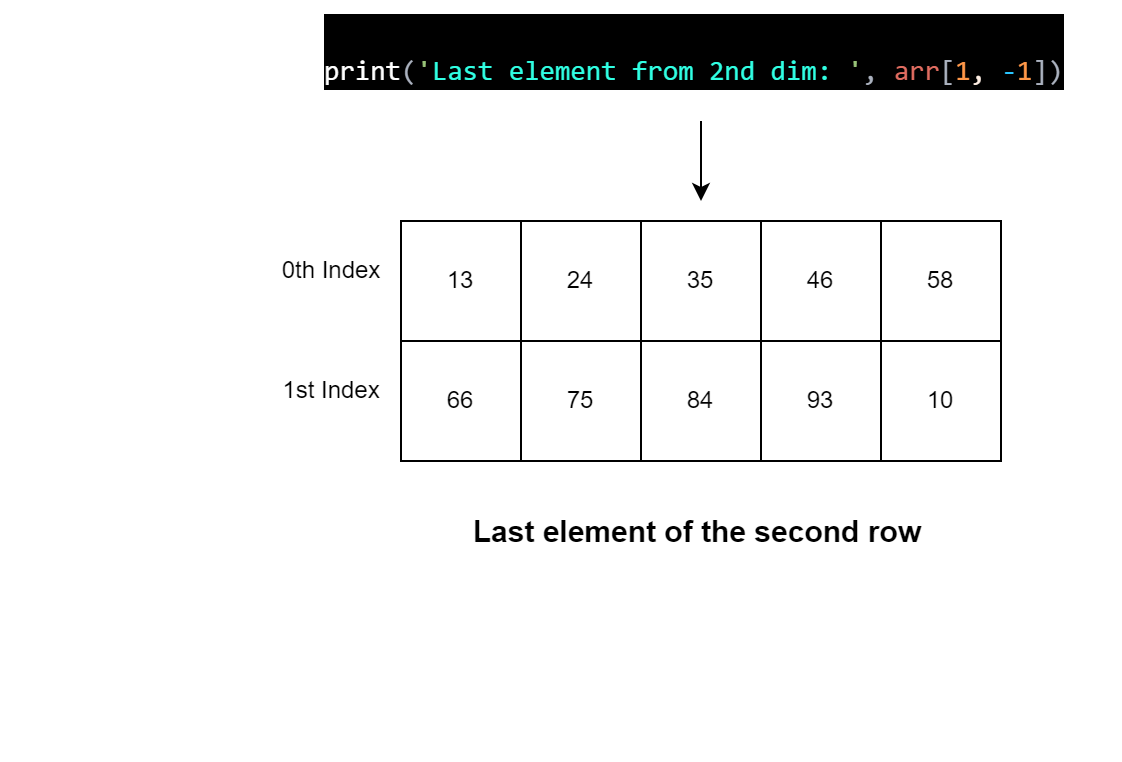 print('Last element from 2nd dim: ', arr[1, -1])
0th Index 13 24 35 46 58
1st Index 66 75 84 93 10
Last element of the second row